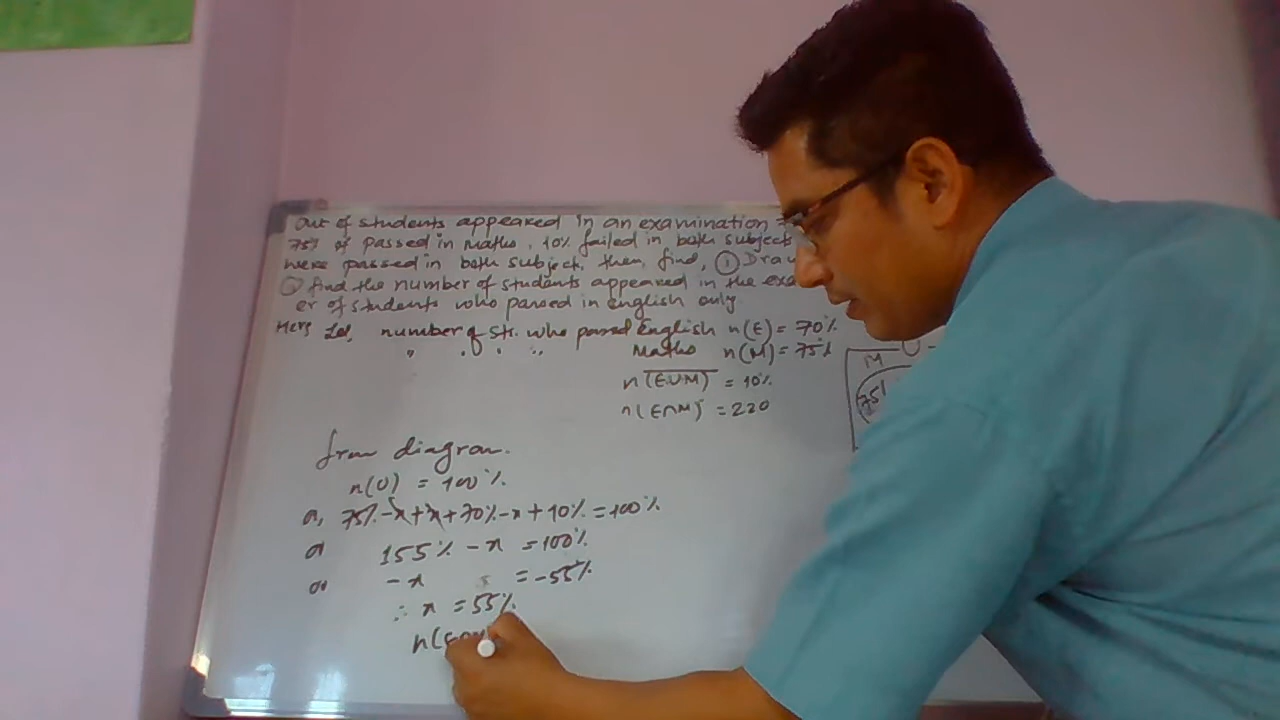 Out of students appeared in an examination
75% of passed in maths, 10% failed in both subjects
were passed in both subject, then, find, ① Draw
② find the number of students appeared in the exa
er of students who passed in english only.
Here Let, number of str. who passed English n(E) = 70%
" " " " Maths n(M) = 75%
n(E∪M) = 10%
n(E∩M) = 220
M U
75%
from diagram.
n(U) = 100%
or, 75% - x + x + 70% - x + 10% = 100%
or 155% - x = 100%
or -x = -55%
∴ x = 55%
n(E∩